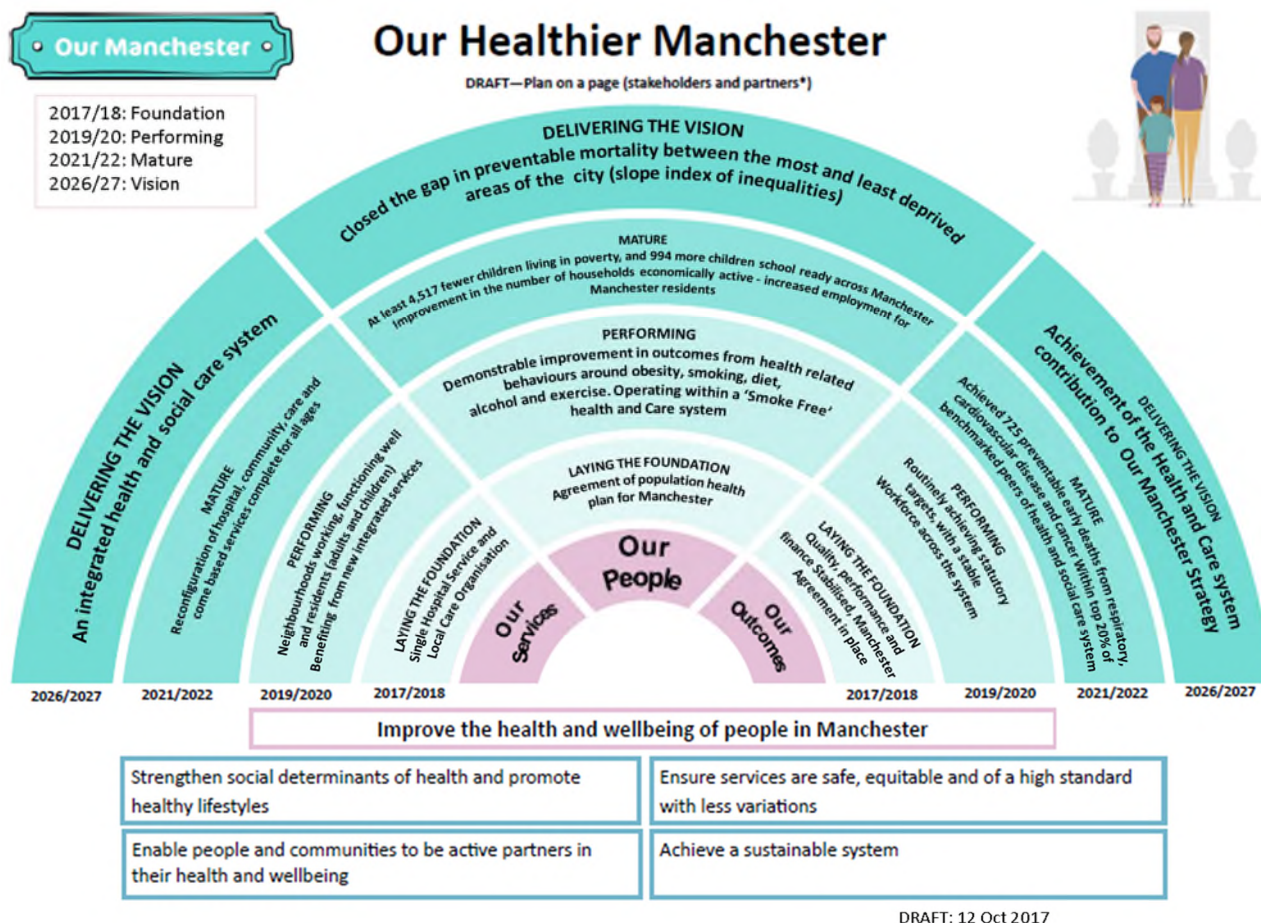 Our Manchester
Our Healthier Manchester
DRAFT—Plan on a page (stakeholders and partners*)
2017/18: Foundation
2019/20: Performing
2021/22: Mature
2026/27: Vision
DELIVERING THE VISION
Closed the gap in preventable mortality between the most and least deprived
areas of the city (slope index of inequalities)
MATURE
At least 4,517 fewer children living in poverty, and 994 more children school ready across Manchester
Improvement in the number of households economically active - increased employment for
Manchester residents
PERFORMING
Demonstrable improvement in outcomes from health related
behaviours around obesity, smoking, diet,
alcohol and exercise. Operating within a ‘Smoke Free’
health and Care system
LAYING THE FOUNDATION
Agreement of population health
plan for Manchester
Our
People
DELIVERING THE VISION
An integrated health and social care system
MATURE
Reconfiguration of hospital, community, care and
come based services complete for all ages
PERFORMING
Neighbourhoods working, functioning well
and residents (adults and children)
Benefiting from new integrated services
LAYING THE FOUNDATION
Single Hospital Service and
Local Care Organisation
Our
Services
Our
Outcomes
LAYING THE FOUNDATION
Quality, performance and
finance Stabilised, Manchester
Agreement in place
PERFORMING
Routinely achieving statutory
targets, with a stable
Workforce across the system
MATURE
Achieved 725 preventable early deaths from respiratory,
cardiovascular disease and cancer Within top 20% of
benchmarked peers of Health and social care system
DELIVERING THE VISION
Achievement of the Health and Care system
contribution to Our Manchester Strategy
2026/2027
2021/2022
2019/2020
2017/2018
2017/2018
2019/2020
2021/2022
2026/2027
Improve the health and wellbeing of people in Manchester
Strengthen social determinants of health and promote
healthy lifestyles
Ensure services are safe, equitable and of a high standard
with less variations
Enable people and communities to be active partners in
their health and wellbeing
Achieve a sustainable system
DRAFT: 12 Oct 2017